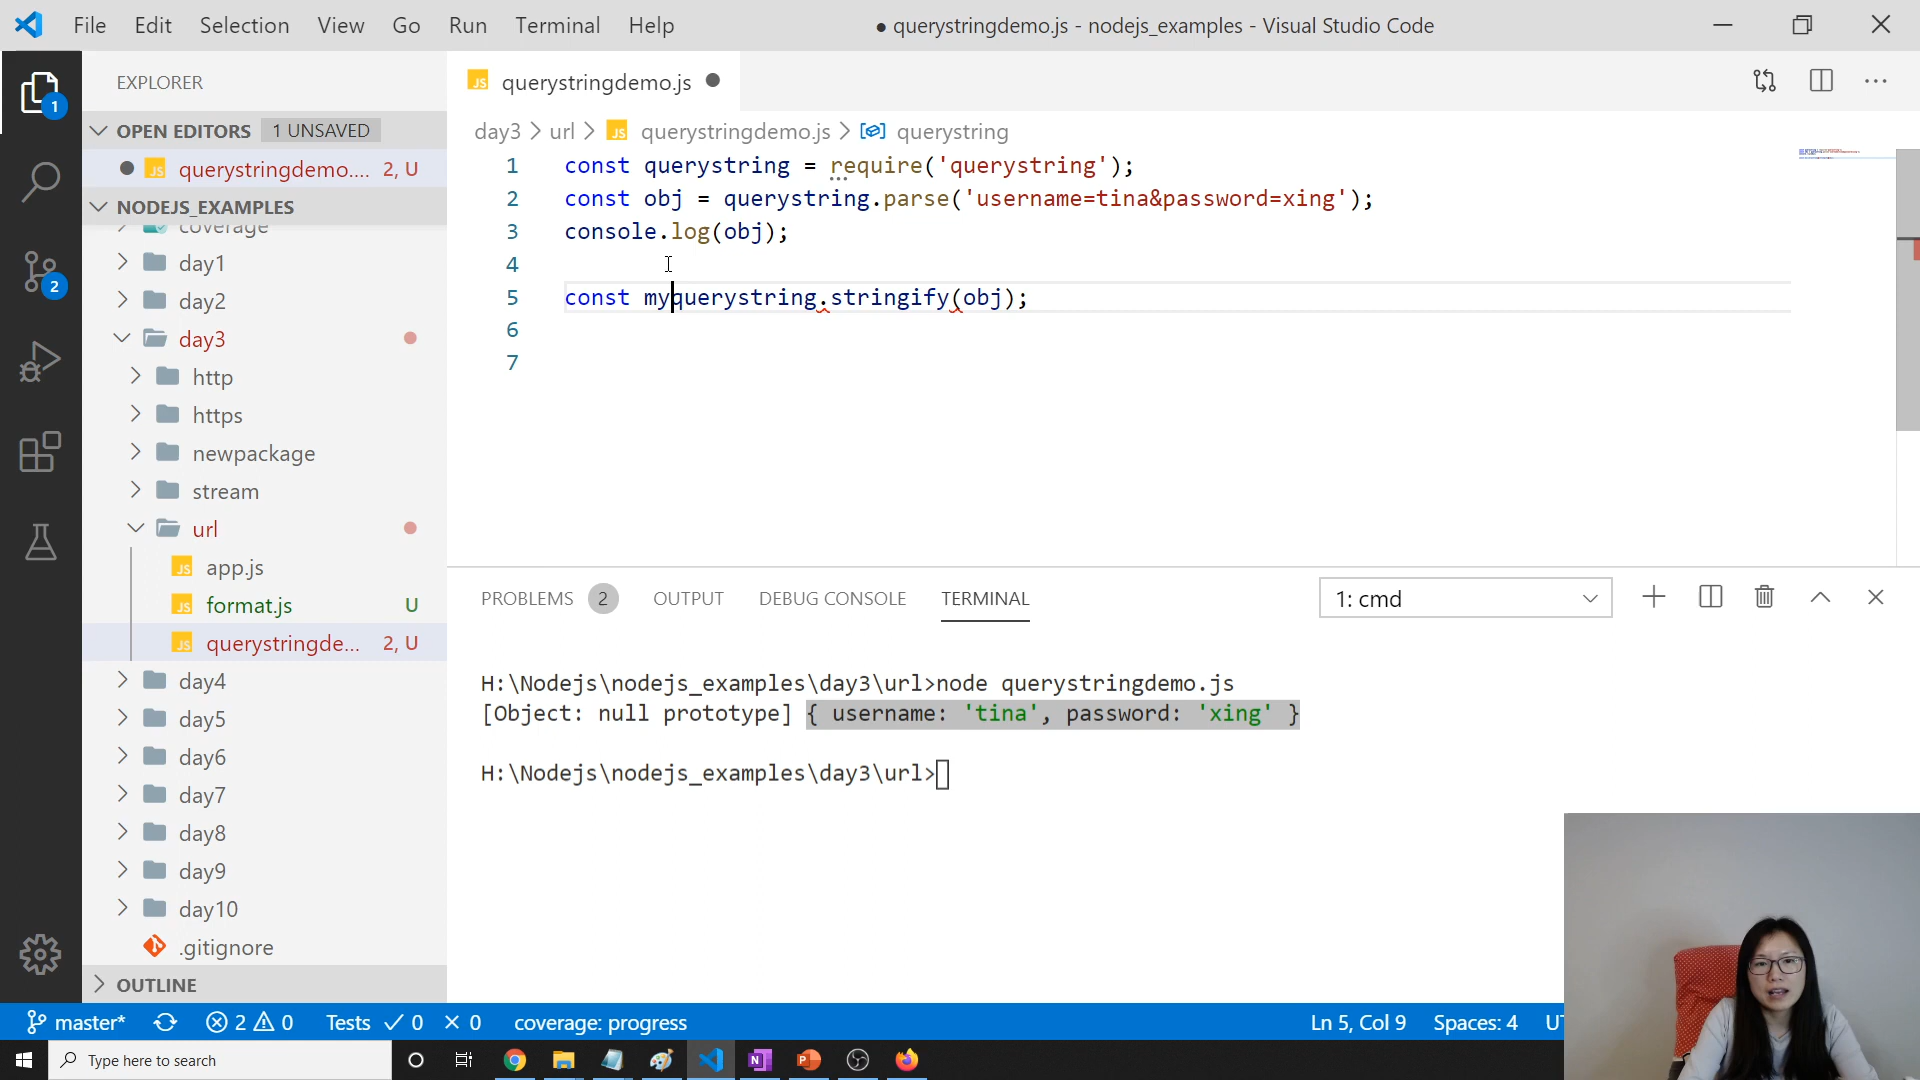 File Edit Selection View Go Run Terminal Help
● querystringdemo.js - nodejs_examples - Visual Studio Code
EXPLORER
OPEN EDITORS 1 UNSAVED
querystringdemo.... 2, U
NODEJS_EXAMPLES
coverage
day1
day2
day3
http
https
newpackage
stream
url
app.js
format.js U
querystringde... 2, U
day4
day5
day6
day7
day8
day9
day10
.gitignore
OUTLINE
1
2
querystringdemo.js
day3 > url > querystringdemo.js > querystring
1 const querystring = require('querystring');
2 const obj = querystring.parse('username=tina&password=xing');
3 console.log(obj);
4
5 const myquerystring.stringify(obj);
6
7
PROBLEMS 2 OUTPUT DEBUG CONSOLE TERMINAL 1: cmd
H:\Nodejs\nodejs_examples\day3\url>node querystringdemo.js
[Object: null prototype] { username: 'tina', password: 'xing' }
H:\Nodejs\nodejs_examples\day3\url>
master* 2 0 Tests 0 0 coverage: progress Ln 5, Col 9 Spaces: 4
Type here to search